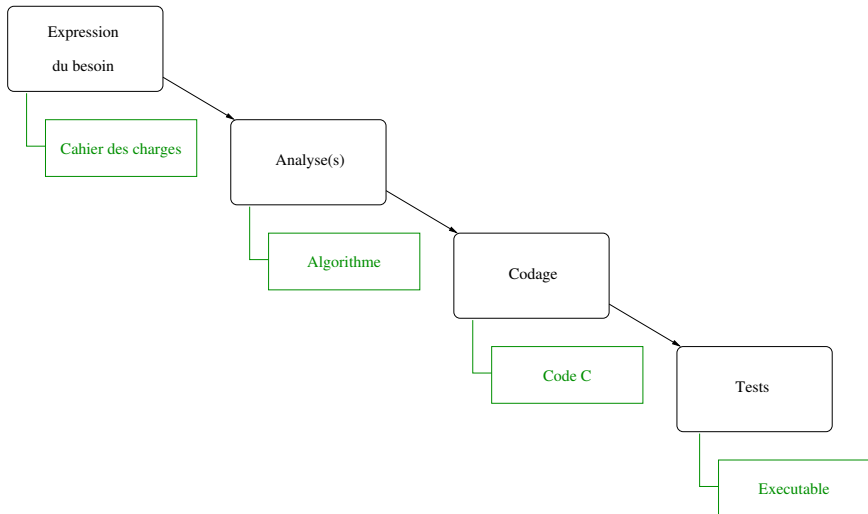 Expression
du besoin
Cahier des charges
Analyse(s)
Algorithme
Codage
Code C
Tests
Executable